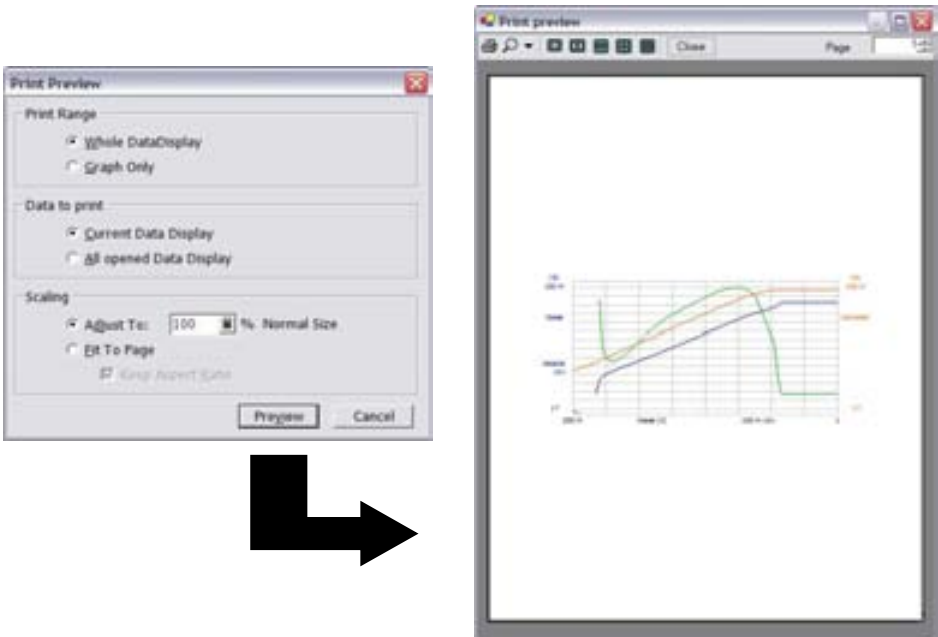 Print Preview
Print Range
Whole DataDisplay
Graph Only
Data to print
Current Data Display
All opened Data Display
Scaling
Adjust To: 100 % Normal Size
Fit To Page
Keep Aspect Ratio
Preview Cancel
Print preview
Close Page